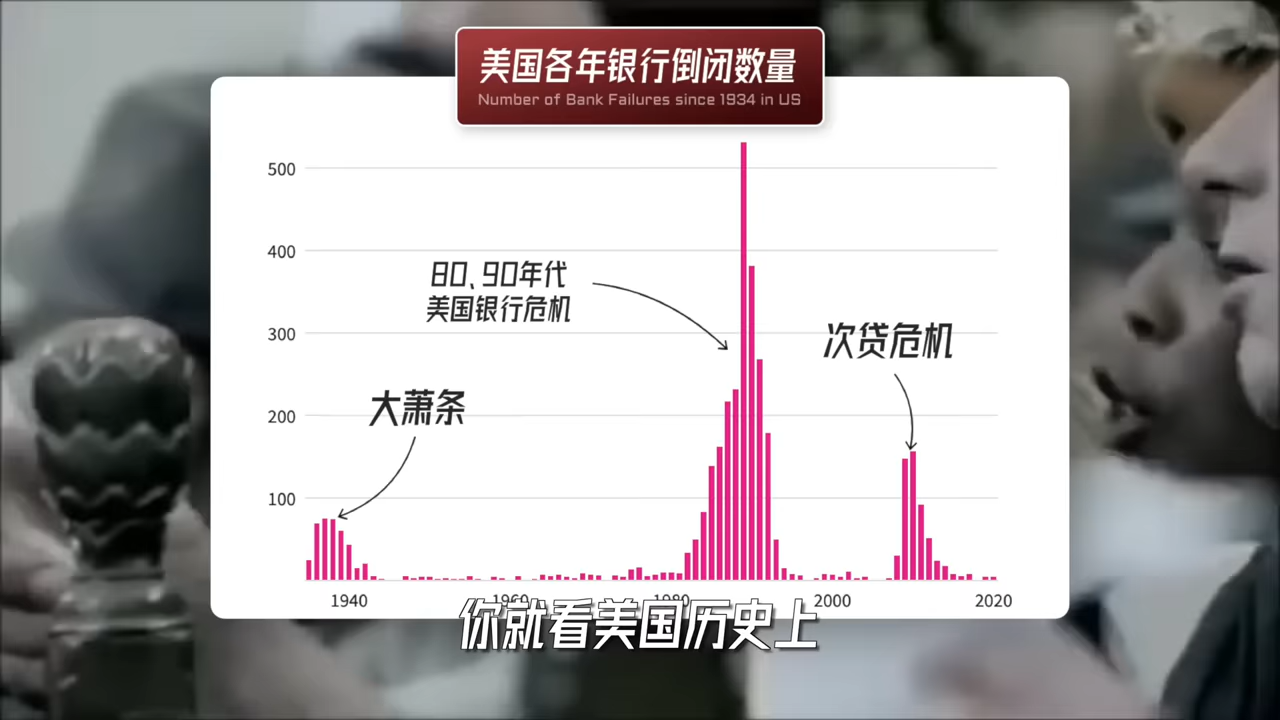 美国各年银行倒闭数量
Number of Bank Failures since 1934 in US
500
400
300
200
100
80、90年代
美国银行危机
次贷危机
大萧条
1940
1960
1980
2000
2020
你就看美国历史上